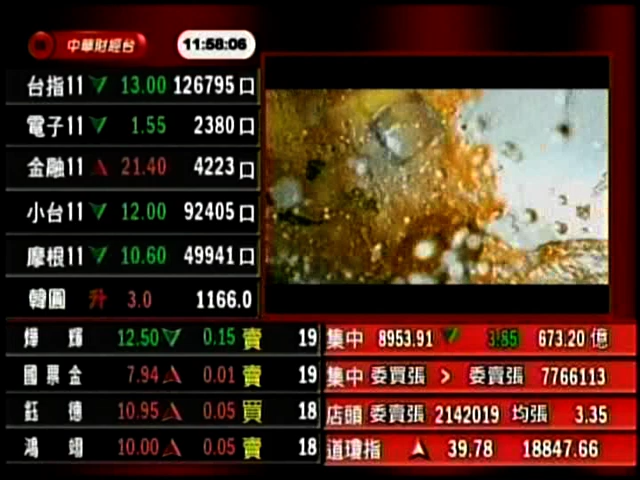 中華財經台 11:58:06
台指11 13.00 126795口
電子11 1.55 2380口
金融11 21.40 4223口
小台11 12.00 92405口
摩根11 10.60 49941口
韓圓 升 3.0 1166.0
燁輝 12.50 0.15 賣 19
國票金 7.94 0.01 賣 19
鈺德 10.95 0.05 買 18
鴻翊 10.00 0.05 賣 18
集中 8953.91 3.85 673.20 億
集中 委買張 > 委賣張 7766113
店頭 委賣張 2142019 均張 3.35
道瓊指 39.78 18847.66